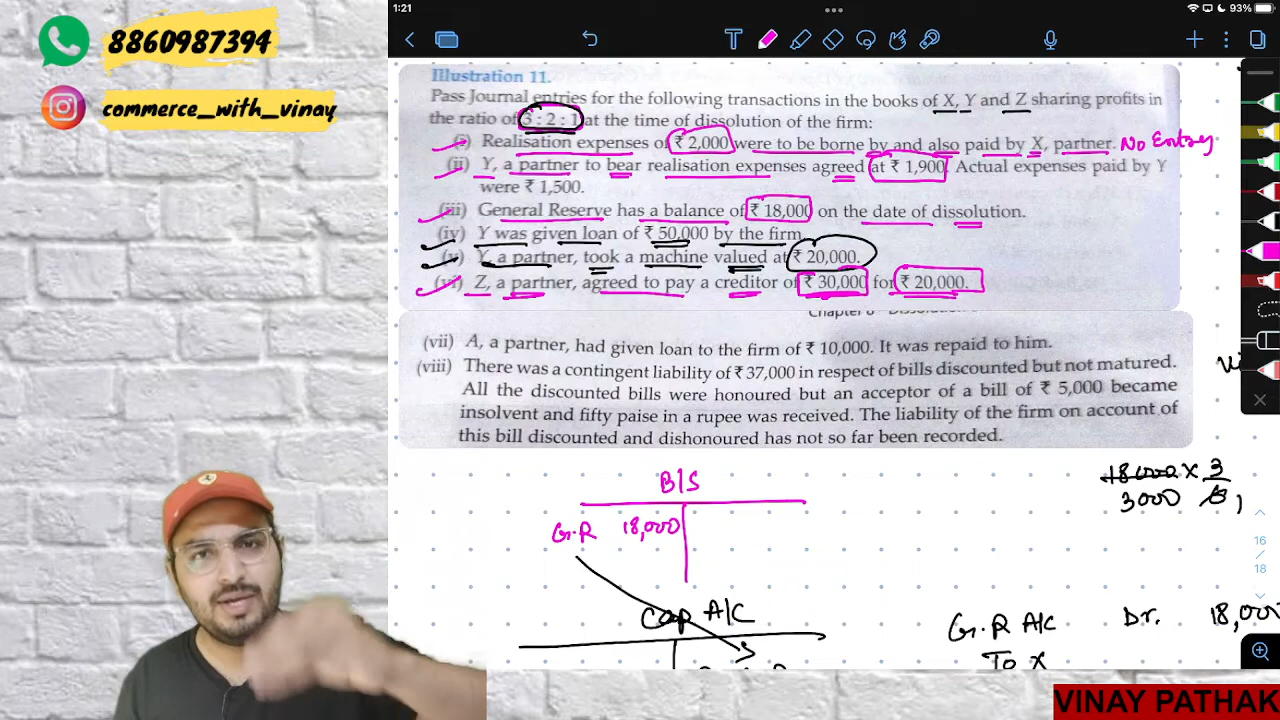 8860987394
commerce_with_vinay
1:21
93%
Illustration 11.
Pass Journal entries for the following transactions in the books of X, Y and Z sharing profits in
the ratio of 3 : 2 : 1 at the time of dissolution of the firm:
(i) Realisation expenses of ₹ 2,000 were to be borne by and also paid by X, partner. No Entry
(ii) Y, a partner to bear realisation expenses agreed at ₹ 1,900. Actual expenses paid by Y
were ₹ 1,500.
(iii) General Reserve has a balance of ₹ 18,000 on the date of dissolution.
(iv) Y was given loan of ₹ 50,000 by the firm.
(v) Y, a partner, took a machine valued at ₹ 20,000.
(vi) Z, a partner, agreed to pay a creditor of ₹ 30,000 for ₹ 20,000.
(vii) A, a partner, had given loan to the firm of ₹ 10,000. It was repaid to him.
(viii) There was a contingent liability of ₹ 37,000 in respect of bills discounted but not matured.
All the discounted bills were honoured but an acceptor of a bill of ₹ 5,000 became
insolvent and fifty paise in a rupee was received. The liability of the firm on account of
this bill discounted and dishonoured has not so far been recorded.
B/S
G.R 18,000
18000 x 3
3000 6
Cap A/C
G.R A/C Dr. 18,000
To X
16
18
VINAY PATHAK